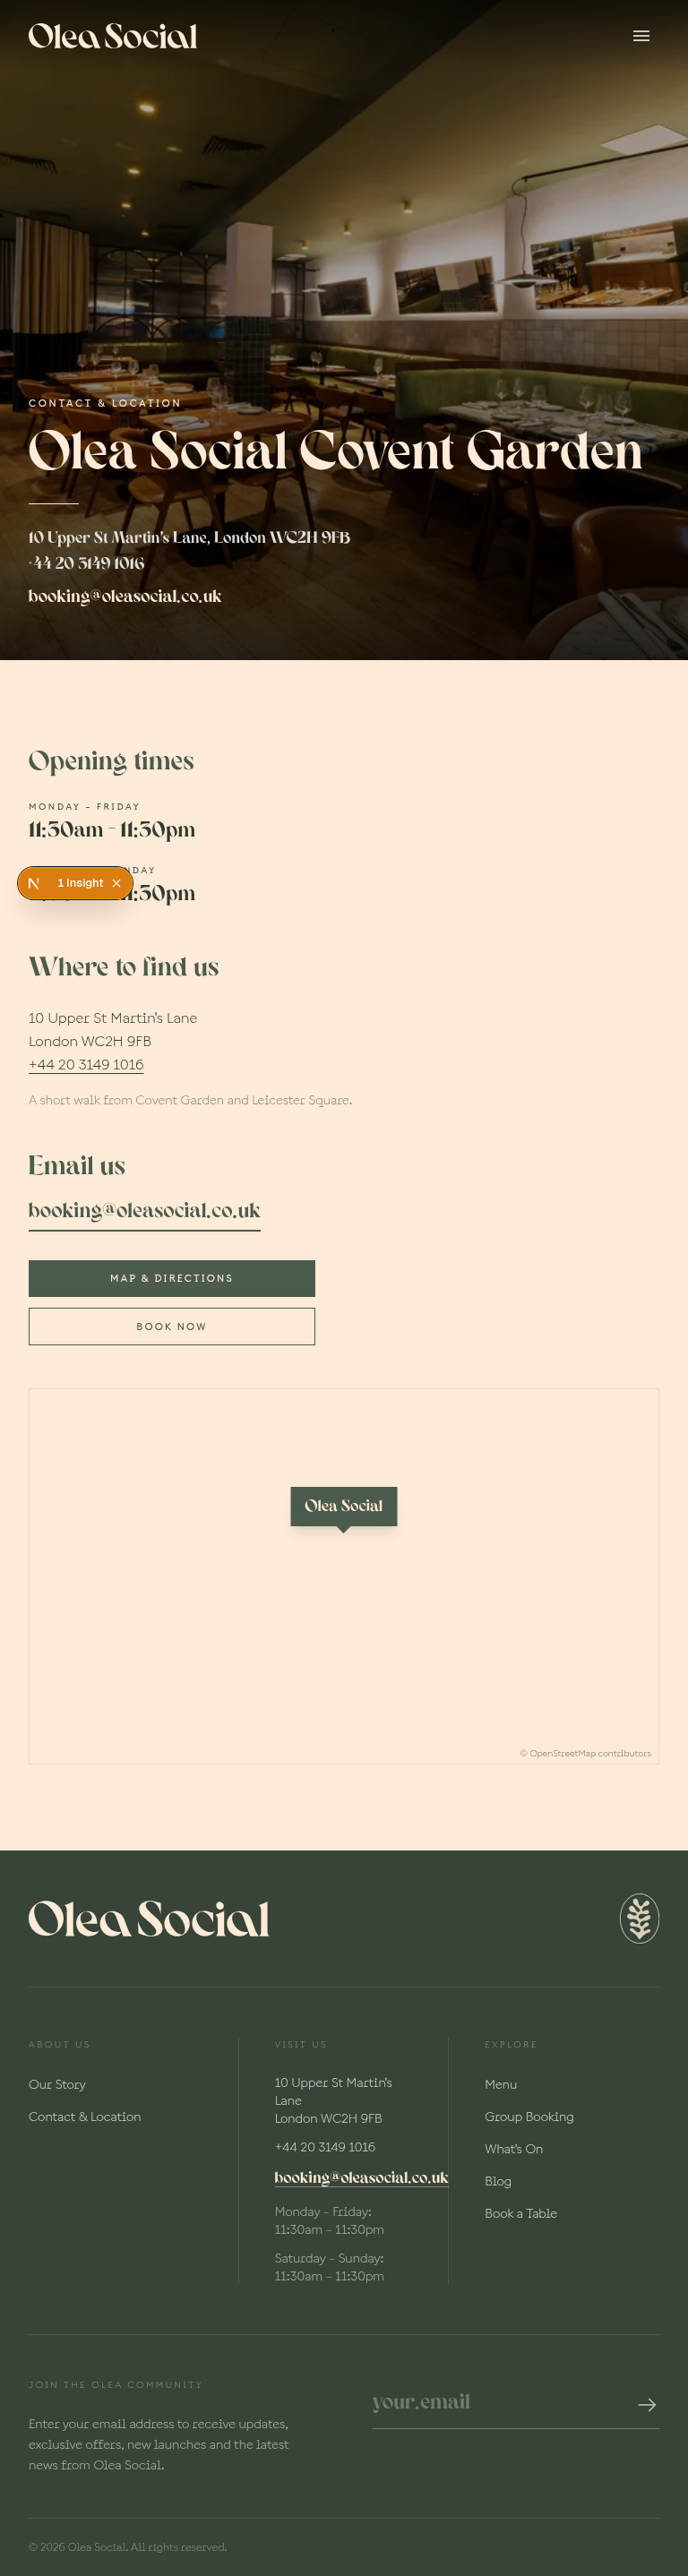 Olea Social
CONTACT & LOCATION
Olea Social Covent Garden
10 Upper St Martin's Lane, London WC2H 9FB
+44 20 3149 1016
booking@oleasocial.co.uk
Opening times
MONDAY – FRIDAY
11:30am – 11:30pm
1 Insight
Where to find us
10 Upper St Martin's Lane
London WC2H 9FB
+44 20 3149 1016
A short walk from Covent Garden and Leicester Square.
Email us
booking@oleasocial.co.uk
MAP & DIRECTIONS
BOOK NOW
Olea Social
© OpenStreetMap contributors
Olea Social
ABOUT US
Our Story
Contact & Location
VISIT US
10 Upper St Martin's
Lane
London WC2H 9FB
+44 20 3149 1016
booking@oleasocial.co.uk
Monday – Friday:
11:30am – 11:30pm
Saturday – Sunday:
11:30am – 11:30pm
EXPLORE
Menu
Group Booking
What's On
Blog
Book a Table
JOIN THE OLEA COMMUNITY
Enter your email address to receive updates,
exclusive offers, new launches and the latest
news from Olea Social.
your.email
© 2026 Olea Social. All rights reserved.